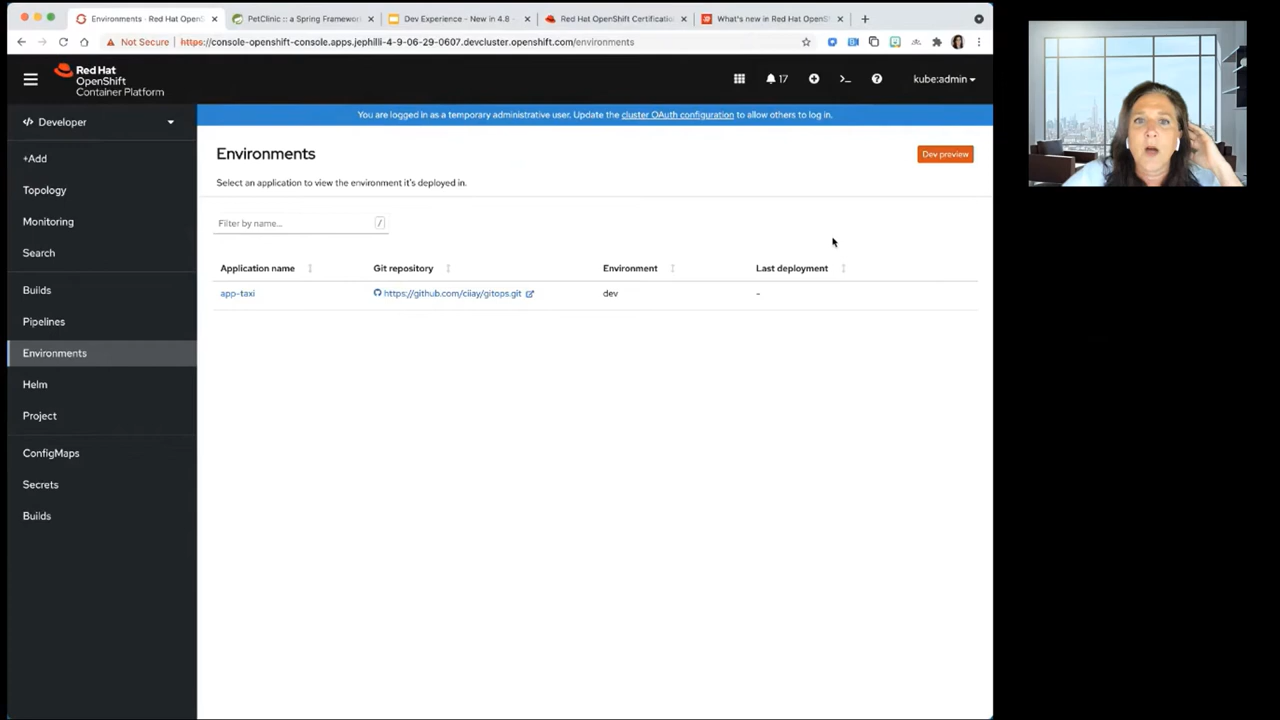 Environments · Red Hat Open
PetClinic :: a Spring Framewor
Dev Experience - New in 4.8 -
Red Hat OpenShift Certificatio
What's new in Red Hat OpenSh
Not Secure
https://console-openshift-console.apps.jephilli-4-9-06-29-0607.devcluster.openshift.com/environments
Red Hat
OpenShift
Container Platform
17
kube:admin
Developer
You are logged in as a temporary administrative user. Update the cluster OAuth configuration to allow others to log in.
+Add
Topology
Monitoring
Search
Builds
Pipelines
Environments
Helm
Project
ConfigMaps
Secrets
Builds
Environments
Dev preview
Select an application to view the environment it's deployed in.
Filter by name...
/
Application name
Git repository
Environment
Last deployment
app-taxi
https://github.com/ciiay/gitops.git
dev
-